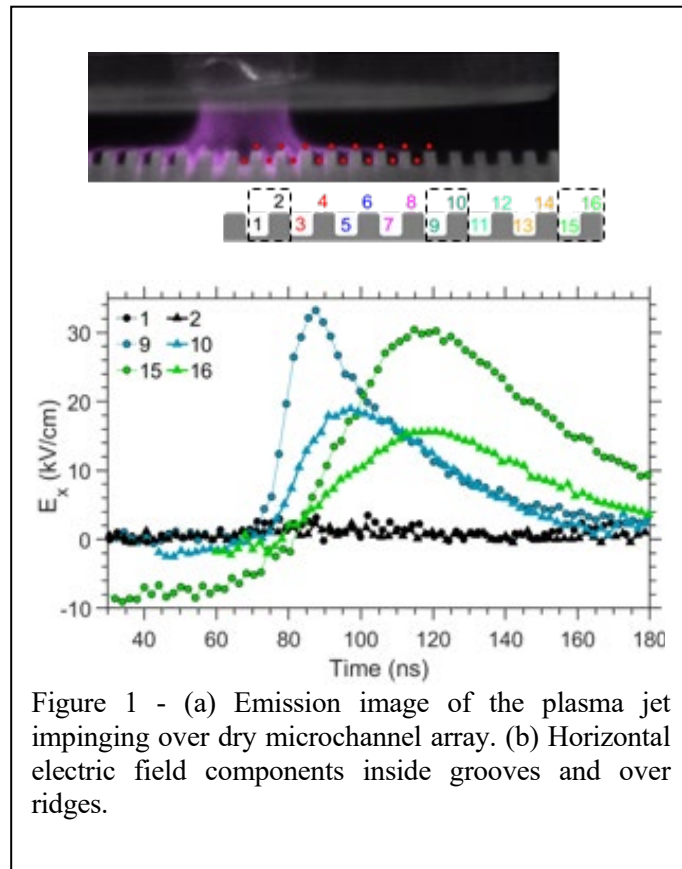 2 4 6 8 10 12 14 16
1 3 5 7 9 11 13 15
1 2
9 10
15 16
30
20
10
0
-10
E_x (kV/cm)
40 60 80 100 120 140 160 180
Time (ns)
Figure 1 - (a) Emission image of the plasma jet
impinging over dry microchannel array. (b) Horizontal
electric field components inside grooves and over
ridges.